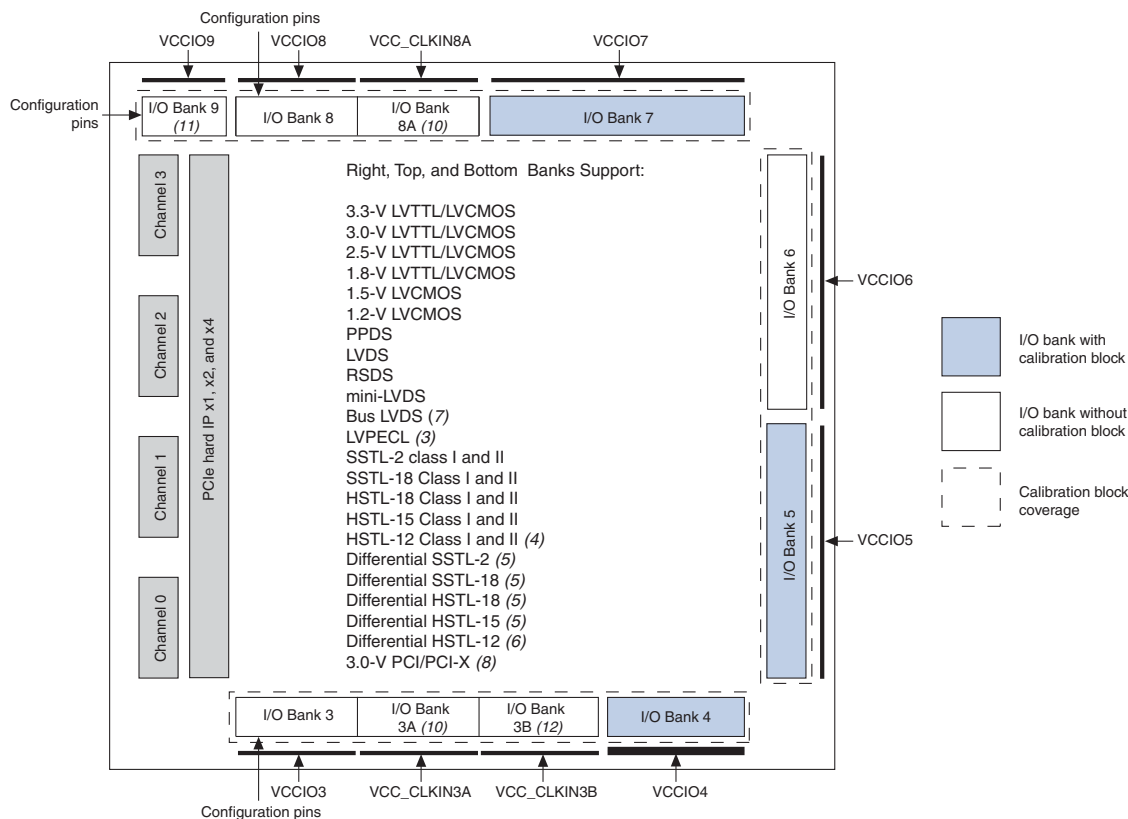 Configuration pins
VCCIO9
VCCIO8
VCC_CLKIN8A
VCCIO7
Configuration
pins
I/O Bank 9
(11)
I/O Bank 8
I/O Bank
8A (10)
I/O Bank 7
Channel 3
Channel 2
Channel 1
Channel 0
PCIe hard IP x1, x2, and x4
Right, Top, and Bottom Banks Support:
3.3-V LVTTL/LVCMOS
3.0-V LVTTL/LVCMOS
2.5-V LVTTL/LVCMOS
1.8-V LVTTL/LVCMOS
1.5-V LVCMOS
1.2-V LVCMOS
PPDS
LVDS
RSDS
mini-LVDS
Bus LVDS (7)
LVPECL (3)
SSTL-2 class I and II
SSTL-18 Class I and II
HSTL-18 Class I and II
HSTL-15 Class I and II
HSTL-12 Class I and II (4)
Differential SSTL-2 (5)
Differential SSTL-18 (5)
Differential HSTL-18 (5)
Differential HSTL-15 (5)
Differential HSTL-12 (6)
3.0-V PCI/PCI-X (8)
I/O Bank 6
VCCIO6
I/O Bank 5
VCCIO5
I/O bank with
calibration block
I/O bank without
calibration block
Calibration block
coverage
I/O Bank 3
I/O Bank
3A (10)
I/O Bank
3B (12)
I/O Bank 4
VCCIO3
VCC_CLKIN3A
VCC_CLKIN3B
VCCIO4
Configuration pins